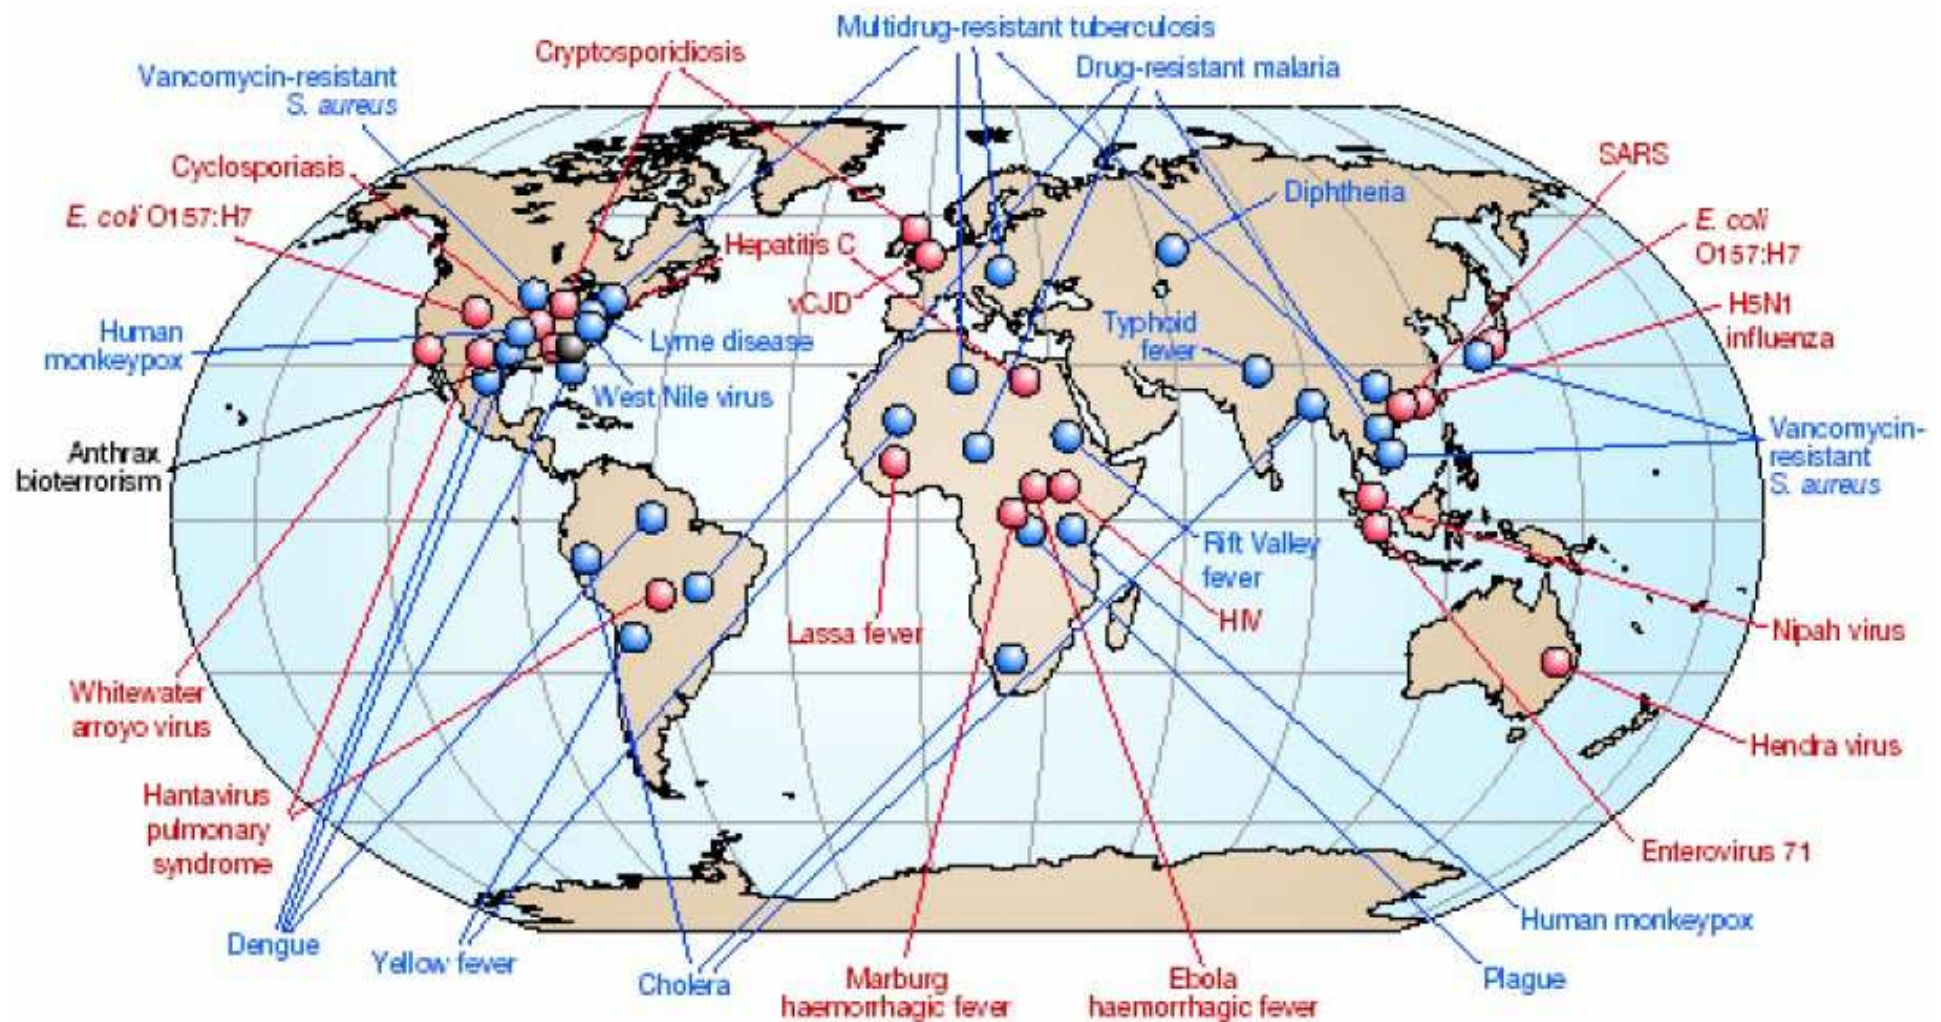 Multidrug-resistant tuberculosis
Cryptosporidiosis
Drug-resistant malaria
Vancomycin-resistant
S. aureus
SARS
Cyclosporiasis
Diphtheria
E. coli O157:H7
E. coli
O157:H7
Hepatitis C
vCJD
H5N1
influenza
Typhoid
fever
Human
monkeypox
Lyme disease
West Nile virus
Anthrax
bioterrorism
Vancomycin-
resistant
S. aureus
Rift Valley
fever
HIV
Lassa fever
Nipah virus
Whitewater
arroyo virus
Hendra virus
Hantavirus
pulmonary
syndrome
Enterovirus 71
Human monkeypox
Dengue
Yellow fever
Cholera
Marburg
haemorrhagic fever
Ebola
haemorrhagic fever
Plague